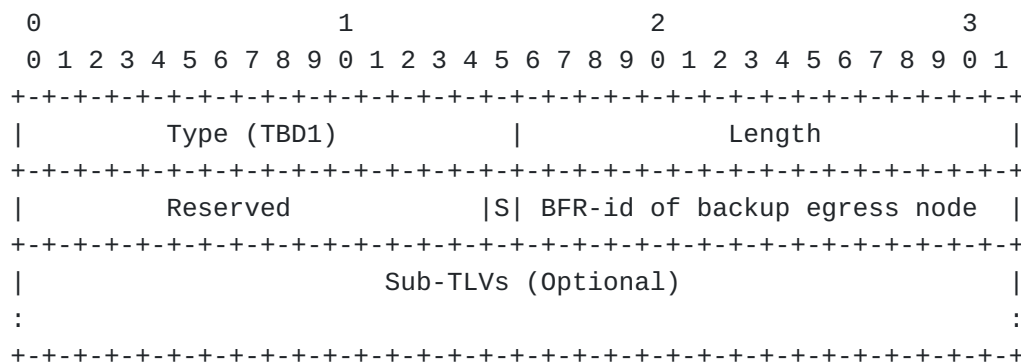 0                   1                   2                   3
 0 1 2 3 4 5 6 7 8 9 0 1 2 3 4 5 6 7 8 9 0 1 2 3 4 5 6 7 8 9 0 1
+-+-+-+-+-+-+-+-+-+-+-+-+-+-+-+-+-+-+-+-+-+-+-+-+-+-+-+-+-+-+-+-+
|         Type (TBD1)           |             Length            |
+-+-+-+-+-+-+-+-+-+-+-+-+-+-+-+-+-+-+-+-+-+-+-+-+-+-+-+-+-+-+-+-+
|         Reserved            |S| BFR-id of backup egress node  |
+-+-+-+-+-+-+-+-+-+-+-+-+-+-+-+-+-+-+-+-+-+-+-+-+-+-+-+-+-+-+-+-+
|                       Sub-TLVs (Optional)                     |
:                                                               :
+-+-+-+-+-+-+-+-+-+-+-+-+-+-+-+-+-+-+-+-+-+-+-+-+-+-+-+-+-+-+-+-+